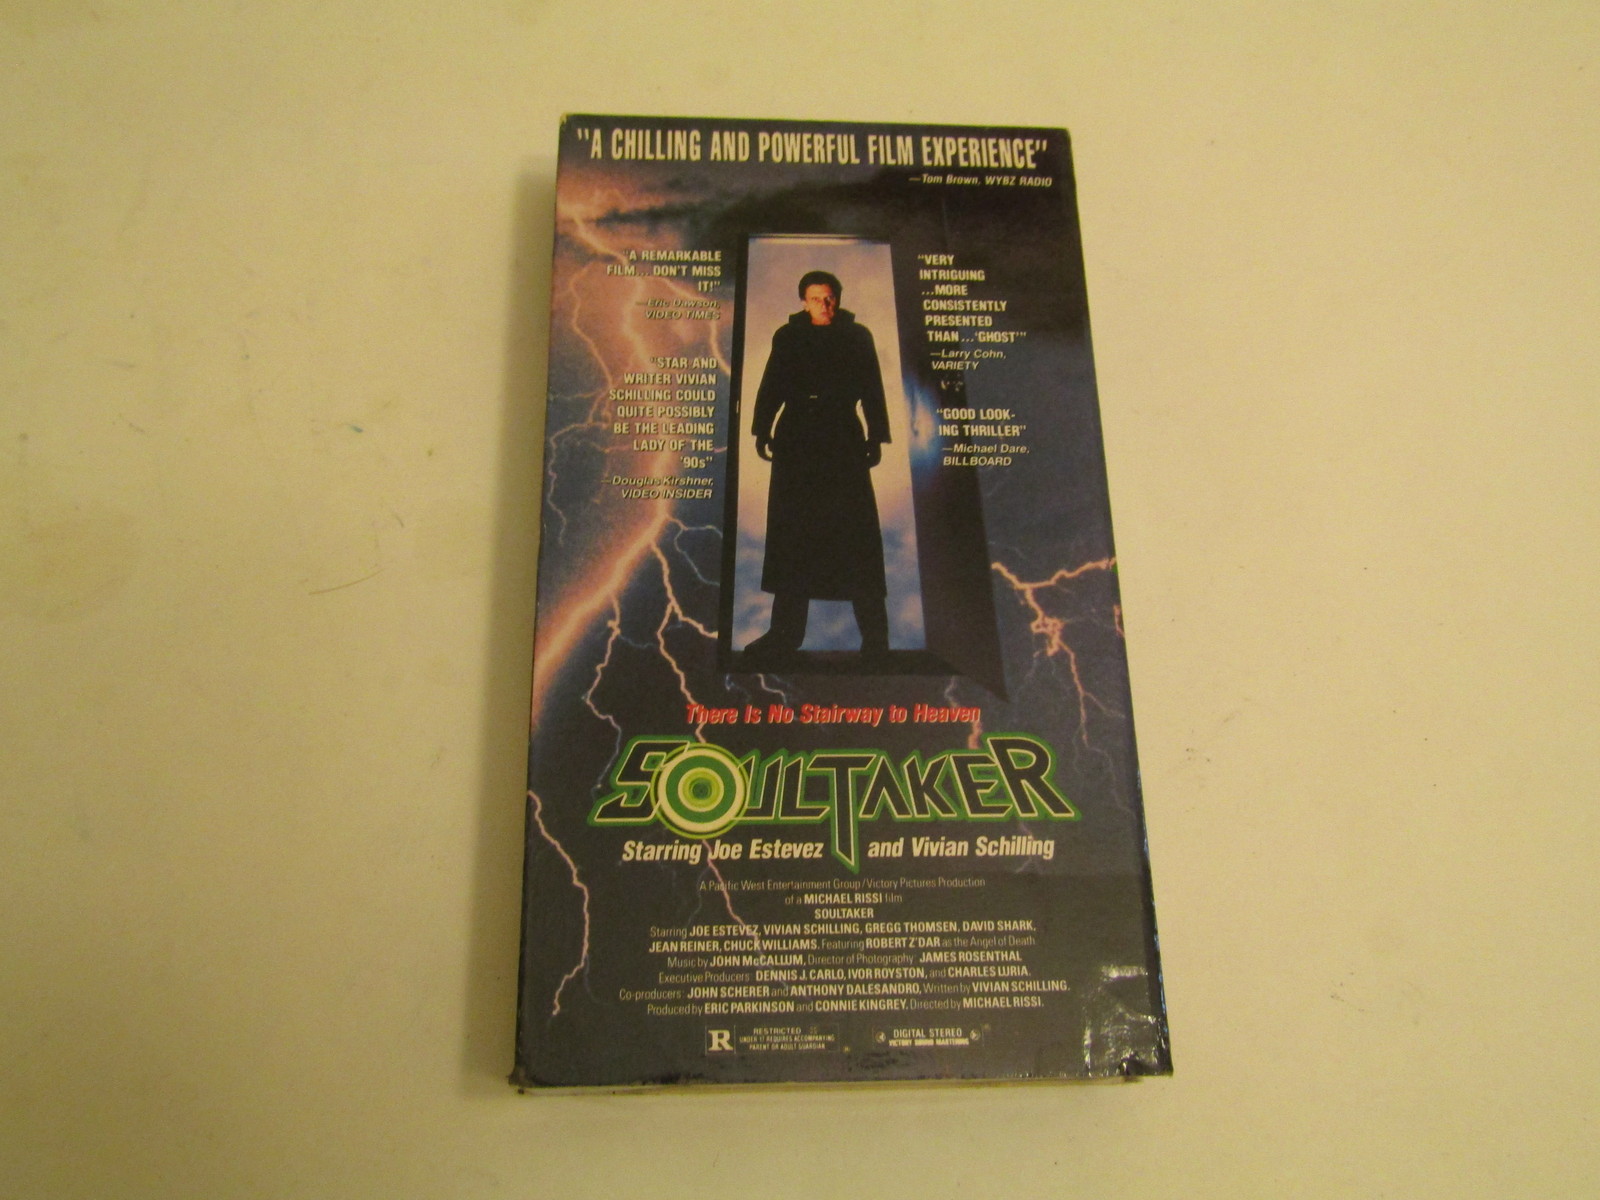 "A CHILLING AND POWERFUL FILM EXPERIENCE"
—Tom Brown, WYBZ RADIO
"A REMARKABLE
FILM...DON'T MISS
IT!"
—Eric Dawson,
VIDEO TIMES
"STAR AND
WRITER VIVIAN
SCHILLING COULD
QUITE POSSIBLY
BE THE LEADING
LADY OF THE
'90s"
—Douglas Kirshner,
VIDEO INSIDER
"VERY
INTRIGUING
...MORE
CONSISTENTLY
PRESENTED
THAN...'GHOST'"
—Larry Cohn,
VARIETY
"GOOD LOOK-
ING THRILLER"
—Michael Dare,
BILLBOARD
There Is No Stairway to Heaven
SOULTAKER
Starring Joe Estevez and Vivian Schilling
A Pacific West Entertainment Group/Victory Pictures Production
of a MICHAEL RISSI film
SOULTAKER
Starring JOE ESTEVEZ, VIVIAN SCHILLING, GREGG THOMSEN, DAVID SHARK,
JEAN REINER, CHUCK WILLIAMS. Featuring ROBERT Z'DAR as the Angel of Death
Music by JOHN McCALLUM, Director of Photography: JAMES ROSENTHAL
Executive Producers: DENNIS J. CARLO, IVOR ROYSTON, and CHARLES LURIA.
Co-producers: JOHN SCHERER and ANTHONY DALESANDRO, Written by VIVIAN SCHILLING.
Produced by ERIC PARKINSON and CONNIE KINGREY. Directed by MICHAEL RISSI.
R RESTRICTED
UNDER 17 REQUIRES ACCOMPANYING
PARENT OR ADULT GUARDIAN
DIGITAL STEREO
VICTORY SOUND MASTERING